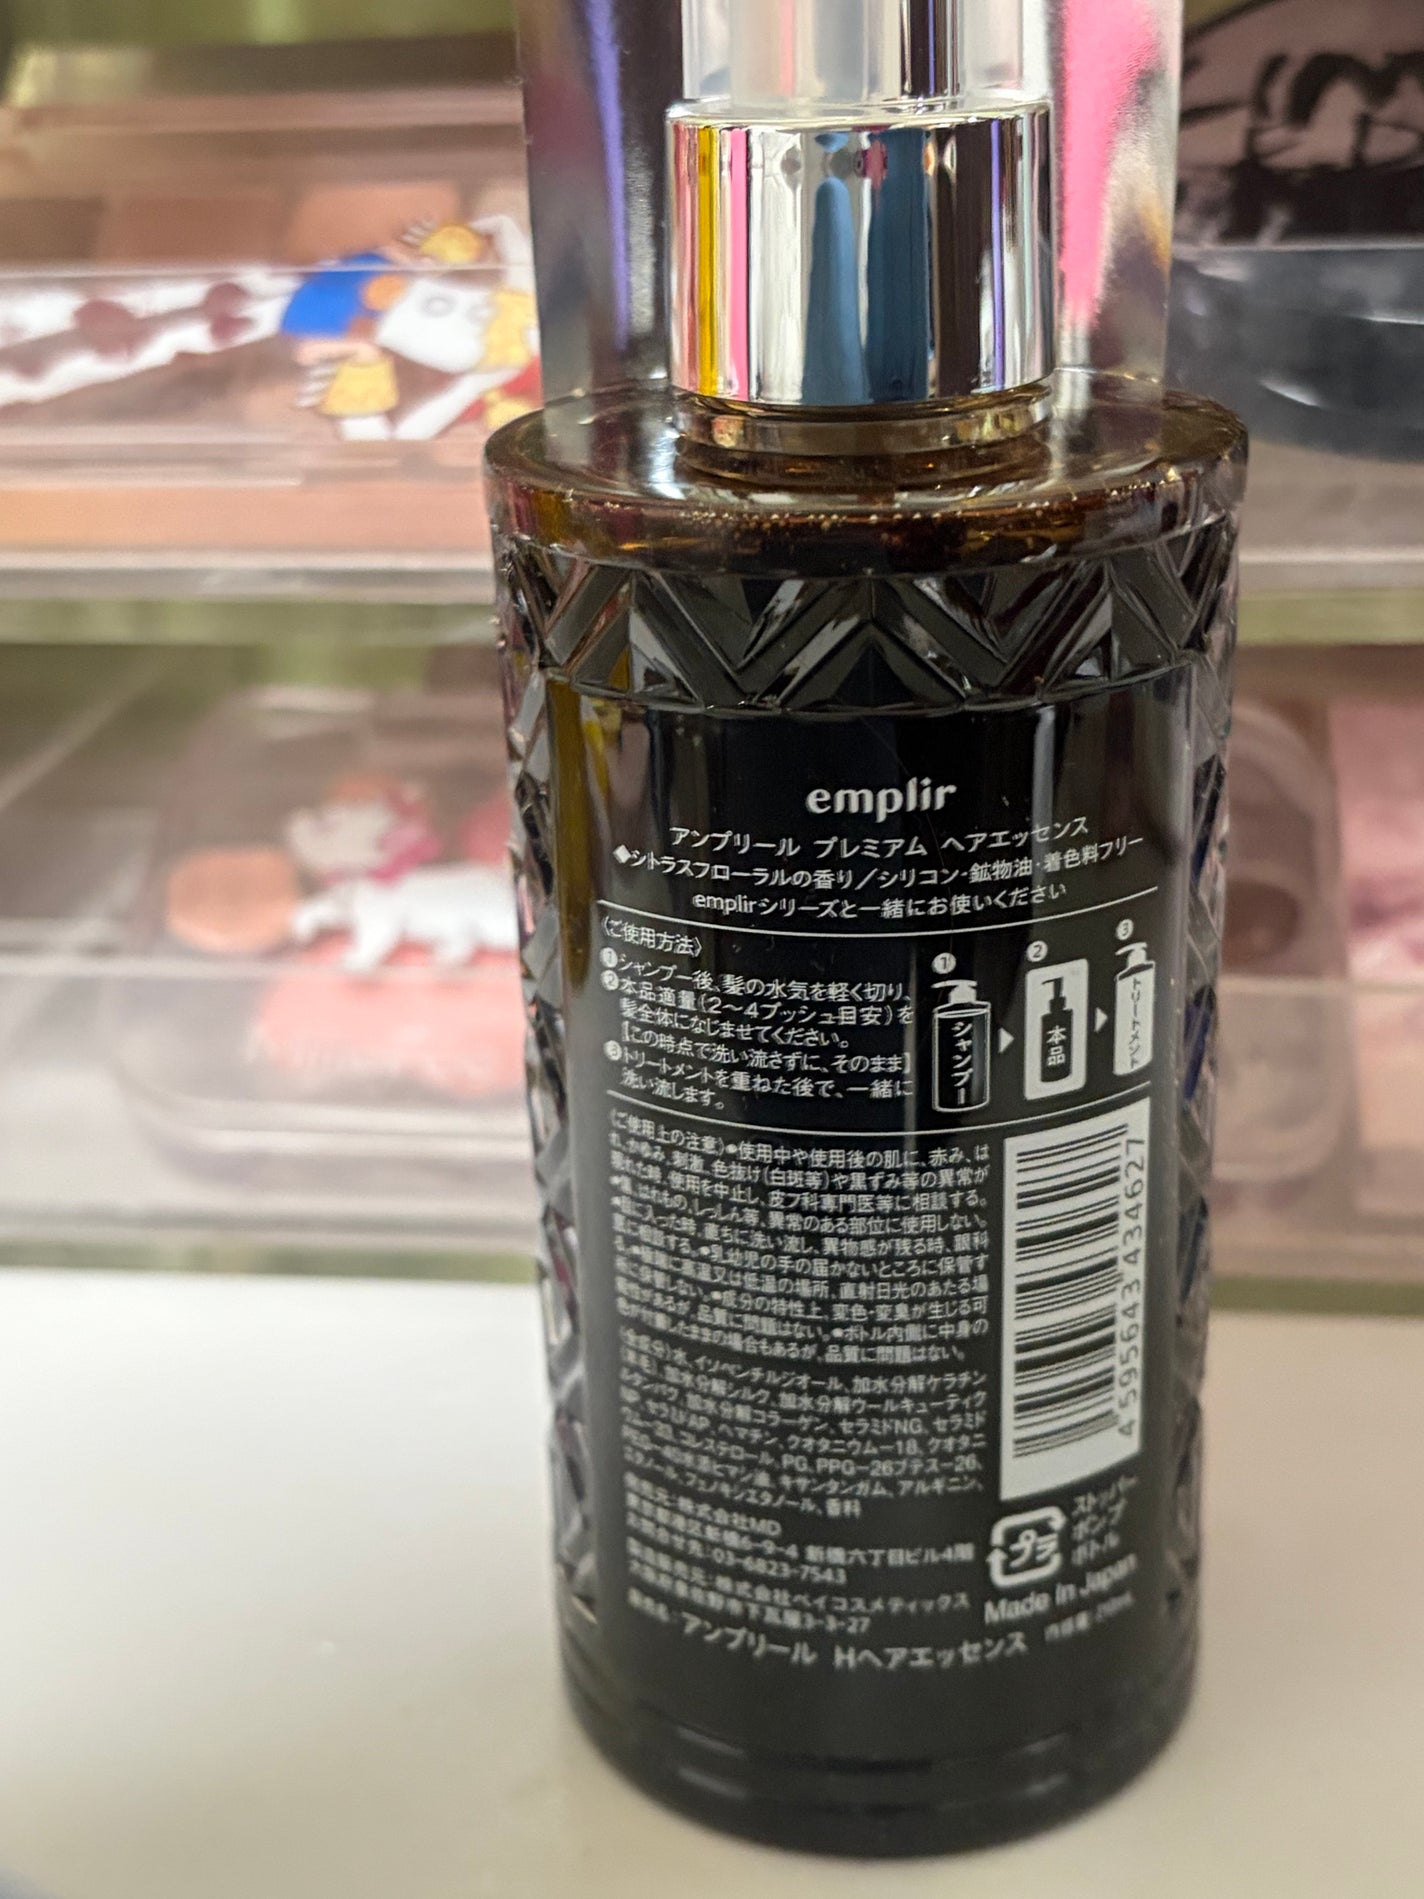 emplir
アンプリール プレミアム ヘアエッセンス
◆シトラスフローラルの香り／シリコン・鉱物油・着色料フリー
emplirシリーズと一緒にお使いください
〈ご使用方法〉
❶シャンプー後、髪の水気を軽く切り、
❷本品適量(2〜4プッシュ目安)を
髪全体になじませてください。
【この時点で洗い流さずに、そのまま】
❸トリートメントを重ねた後で、一緒に
洗い流します。
❶
シャンプー
❷
本品
❸
トリートメント
〈ご使用上の注意〉●使用中や使用後の肌に、赤み、は
れ、かゆみ、刺激、色抜け(白斑等)や黒ずみ等の異常が
現れた時、使用を中止し、皮フ科専門医等に相談する。
●傷、はれもの、しっしん等、異常のある部位に使用しない。
●目に入った時、直ちに洗い流し、異物感が残る時、眼科
医に相談する。●乳幼児の手の届かないところに保管す
る。●極端に高温又は低温の場所、直射日光のあたる場
所に保管しない。●成分の特性上、変色・変臭が生じる可
能性があるが、品質に問題はない。●ボトル内側に中身の
色が付着したままの場合もあるが、品質に問題はない。
〈全成分〉水、イソペンチルジオール、加水分解ケラチン
(羊毛)、加水分解シルク、加水分解ウールキューティク
ルタンパク、加水分解コラーゲン、セラミドNG、セラミド
NP、セラミドAP、ヘマチン、クオタニウム-18、クオタニ
ウム-33、コレステロール、PG、PPG-26ブテス-26、
PEG-40水添ヒマシ油、キサンタンガム、アルギニン、
エタノール、フェノキシエタノール、香料
発売元：株式会社MD
東京都港区新橋6-9-4 新橋六丁目ビル4階
お問合せ先：03-6823-7543
製造販売元：株式会社ベイコスメティックス
大阪府泉佐野市下瓦屋3-3-27
販売名：アンプリール Hヘアエッセンス
4 595643 434627
プラ
ストッパー
ポンプ
ボトル
Made In Japan